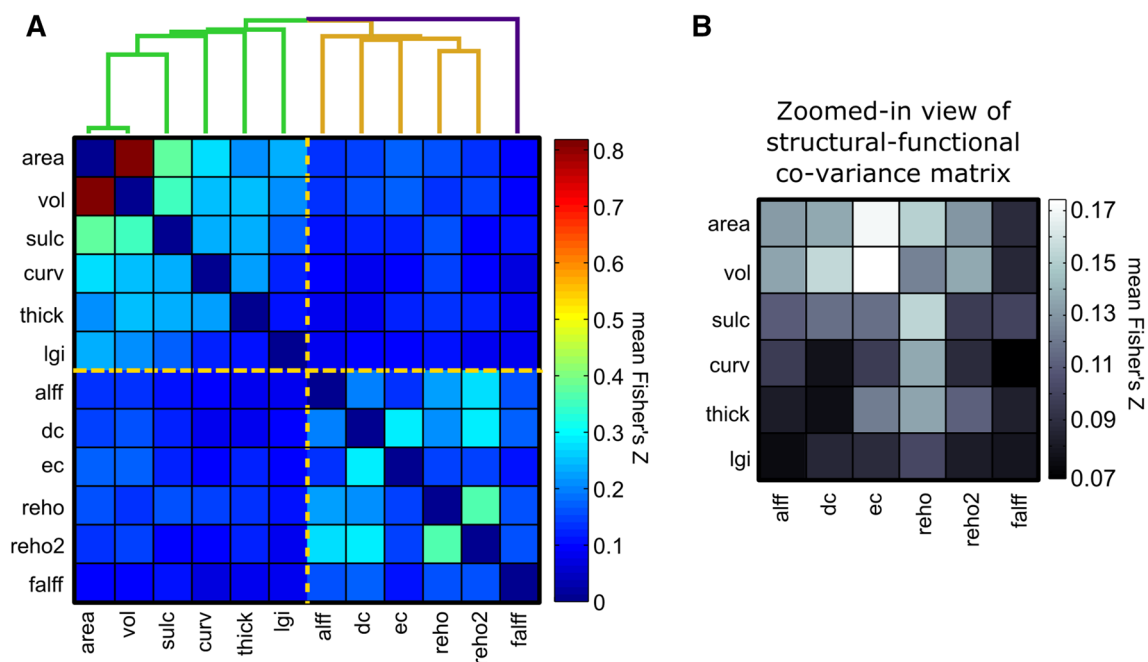 A
area
vol
sulc
curv
thick
lgi
alff
dc
ec
reho
reho2
falff
area
vol
sulc
curv
thick
lgi
alff
dc
ec
reho
reho2
falff
0.8
0.7
0.6
0.5
0.4
0.3
0.2
0.1
0
mean Fisher's Z
B
Zoomed-in view of
structural-functional
co-variance matrix
area
vol
sulc
curv
thick
lgi
alff
dc
ec
reho
reho2
falff
0.17
0.15
0.13
0.11
0.09
0.07
mean Fisher's Z